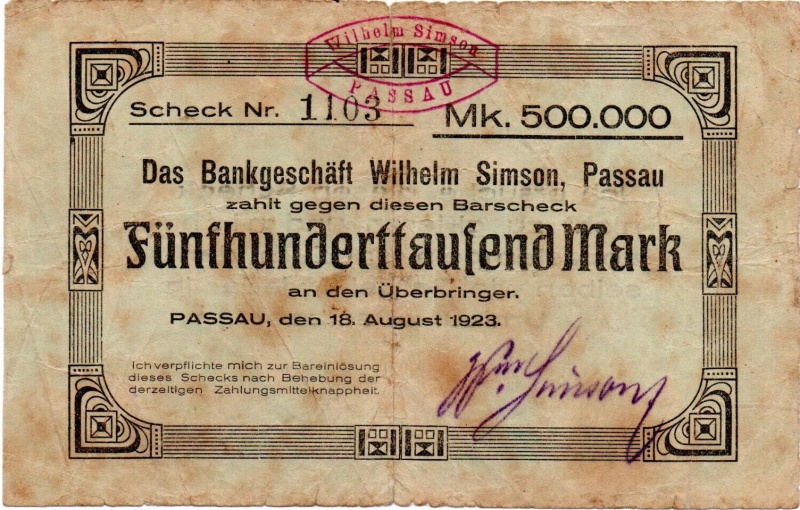 Wilhelm Simson
PASSAU
Scheck Nr. 1103
Mk. 500.000
Das Bankgeschäft Wilhelm Simson, Passau
zahlt gegen diesen Barscheck
Fünfhunderttauſend Mark
an den Überbringer.
PASSAU, den 18. August 1923.
Ich verpflichte mich zur Bareinlösung
dieses Schecks nach Behebung der
derzeitigen Zahlungsmittelknappheit.
Wm. Simson